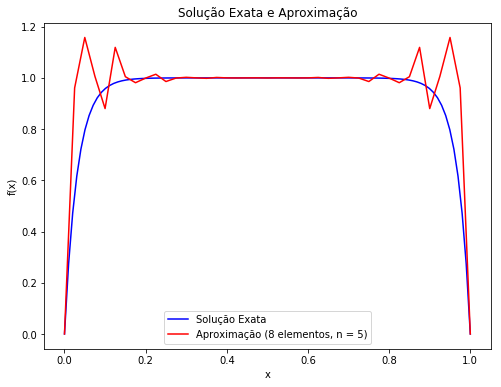 Solução Exata e Aproximação
f(x)
1.2
1.0
0.8
0.6
0.4
0.2
0.0
Solução Exata
Aproximação (8 elementos, n = 5)
0.0 0.2 0.4 0.6 0.8 1.0
x